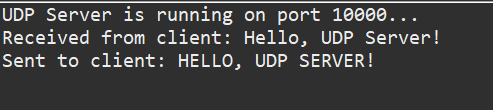 UDP Server is running on port 10000...
Received from client: Hello, UDP Server!
Sent to client: HELLO, UDP SERVER!